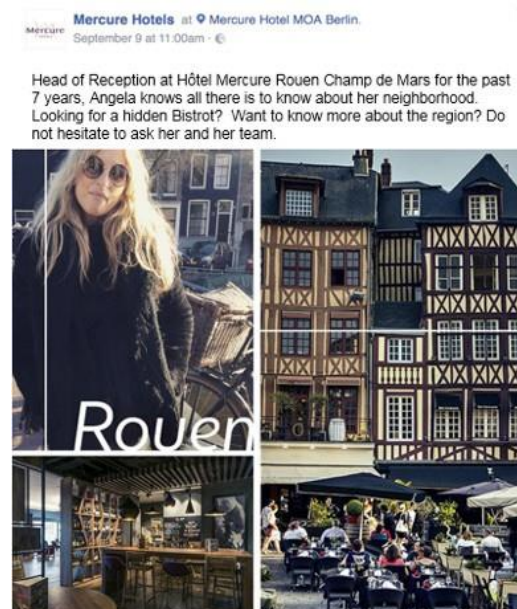 Mercure
Mercure Hotels at Mercure Hotel MOA Berlin.
September 9 at 11:00am ·
Head of Reception at Hôtel Mercure Rouen Champ de Mars for the past
7 years, Angela knows all there is to know about her neighborhood.
Looking for a hidden Bistrot? Want to know more about the region? Do
not hesitate to ask her and her team.
Rouen